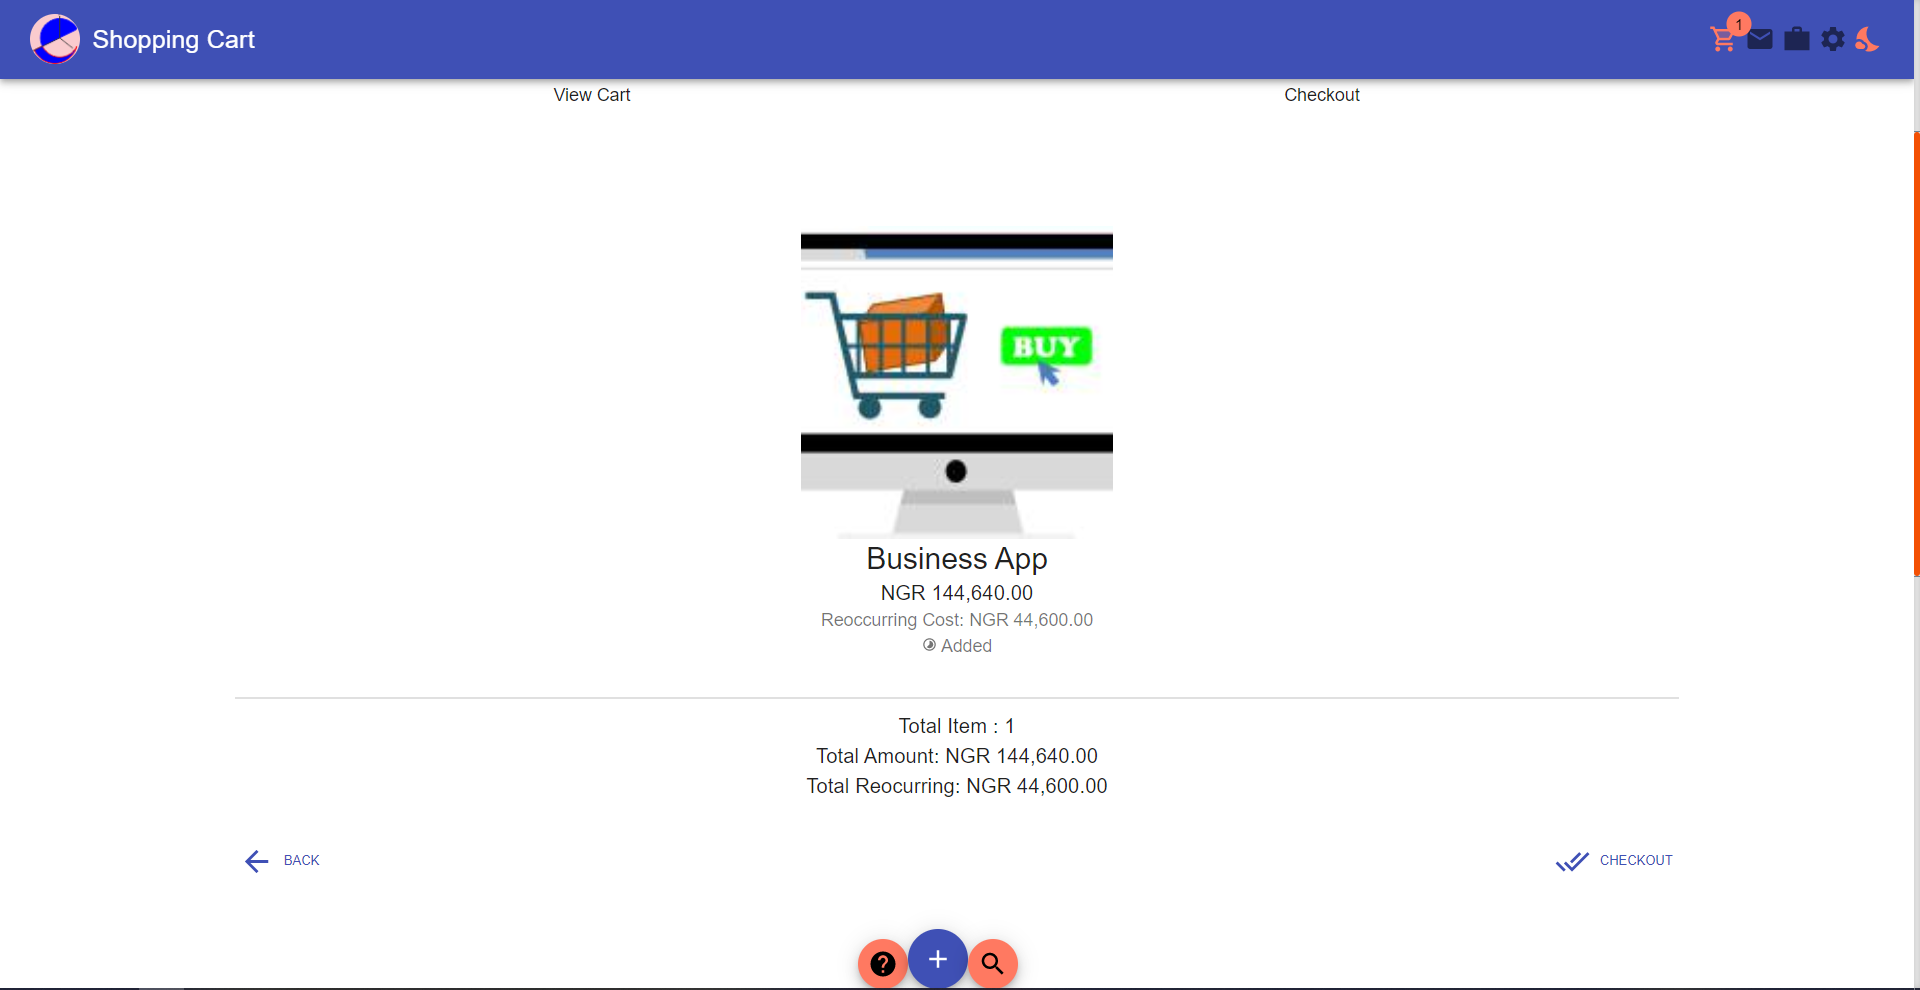 Shopping Cart
1
View Cart
Checkout
BUY
Business App
NGR 144,640.00
Reoccurring Cost: NGR 44,600.00
Added
Total Item : 1
Total Amount: NGR 144,640.00
Total Reocurring: NGR 44,600.00
BACK
CHECKOUT